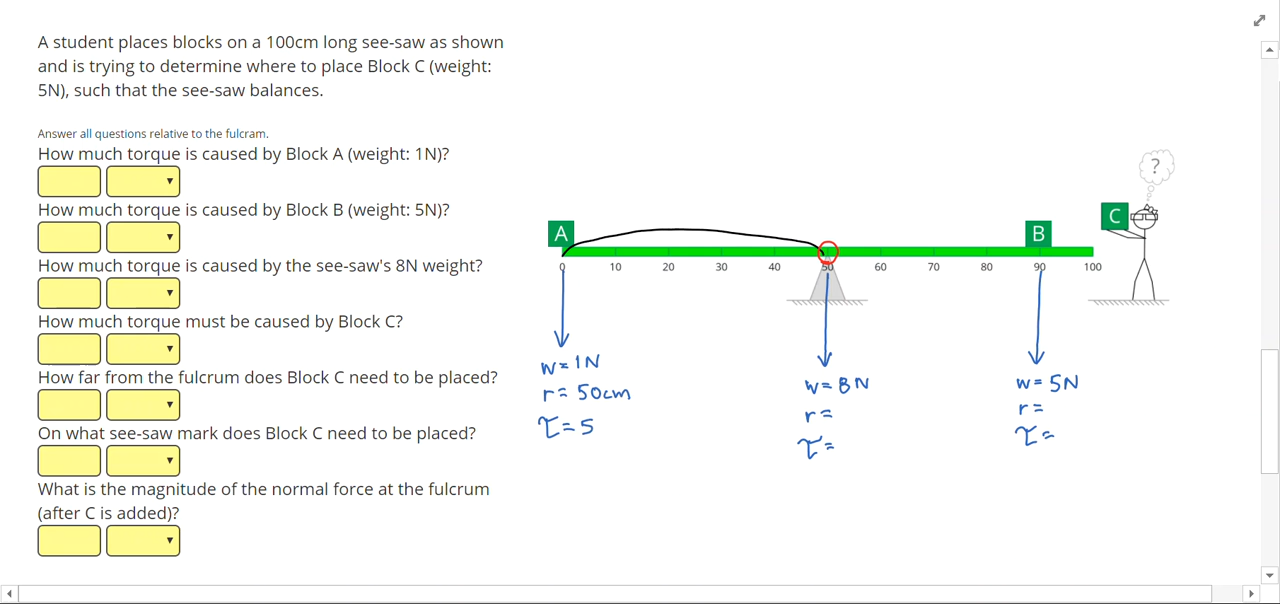 A student places blocks on a 100cm long see-saw as shown
and is trying to determine where to place Block C (weight:
5N), such that the see-saw balances.
Answer all questions relative to the fulcram.
How much torque is caused by Block A (weight: 1N)?
How much torque is caused by Block B (weight: 5N)?
How much torque is caused by the see-saw's 8N weight?
How much torque must be caused by Block C?
How far from the fulcrum does Block C need to be placed?
On what see-saw mark does Block C need to be placed?
What is the magnitude of the normal force at the fulcrum
(after C is added)?
?
A
B
C
0 10 20 30 40 50 60 70 80 90 100
w = 1N
r = 50cm
τ = 5
w = 8N
r =
τ =
w = 5N
r =
τ =